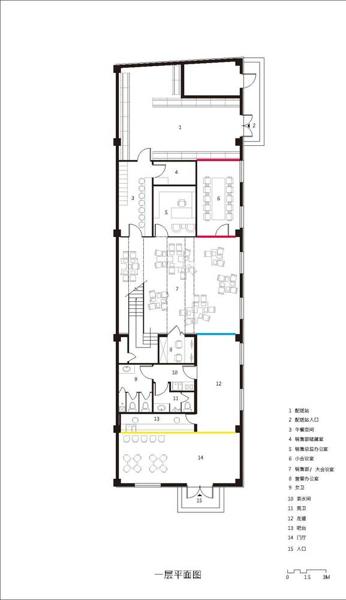 1
2
3
4
5
6
7
8
9
10
11
12
13
14
15
1 配送站
2 配送站入口
3 午餐空间
4 销售部储藏室
5 销售总监办公室
6 小会议室
7 销售部/大会议室
8 营管办公室
9 女卫
10 茶水间
11 男卫
12 走道
13 吧台
14 门厅
15 入口
一层平面图
0 1.5 3M